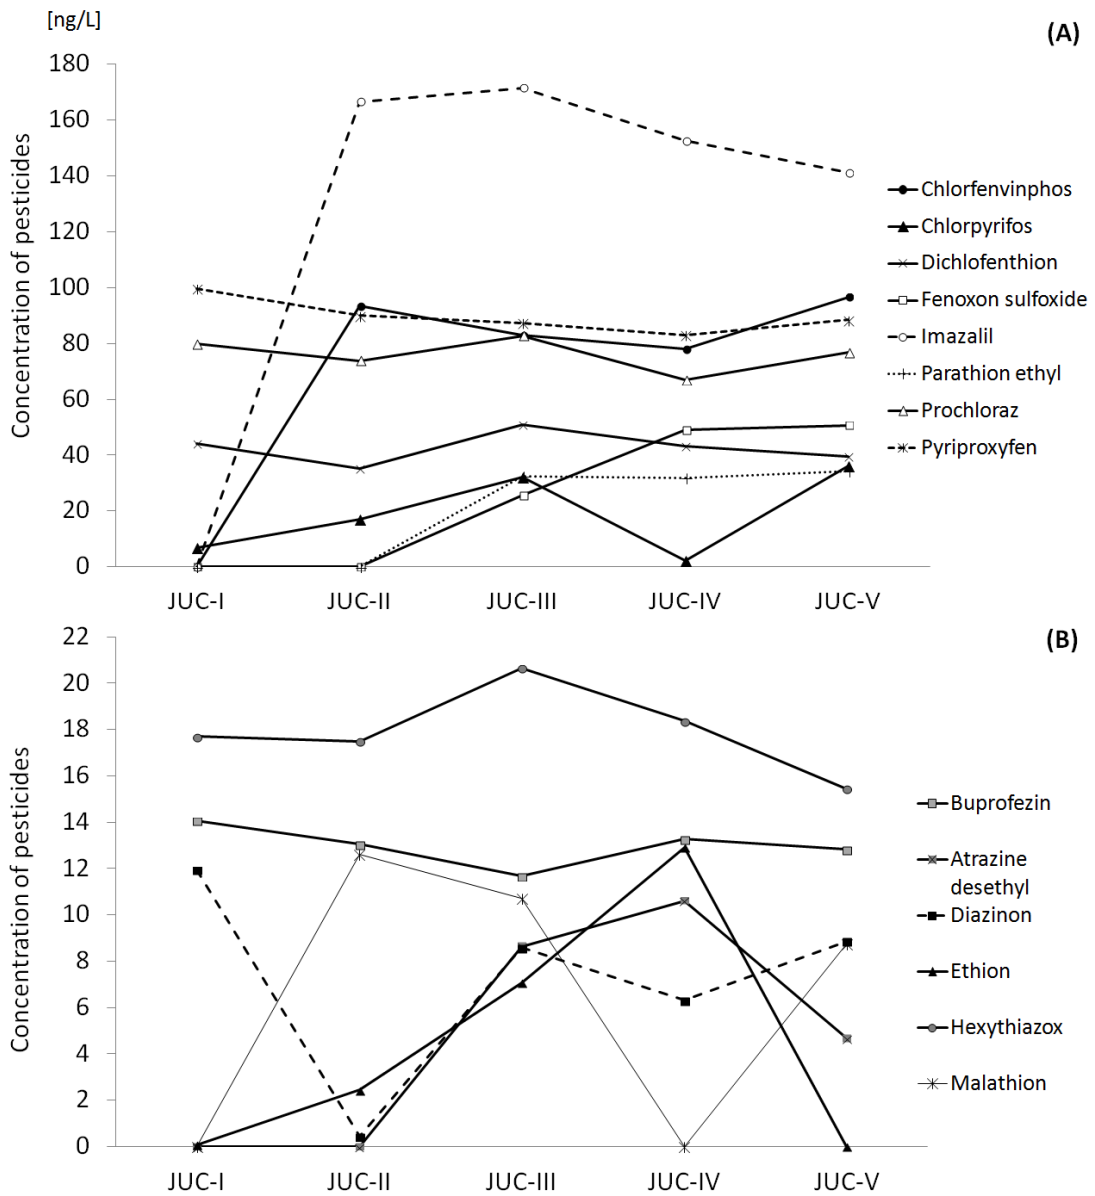 [ng/L]
(A)
Concentration of pesticides
180
160
140
120
100
80
60
40
20
0
JUC-I JUC-II JUC-III JUC-IV JUC-V
Chlorfenvinphos
Chlorpyrifos
Dichlofenthion
Fenoxon sulfoxide
Imazalil
Parathion ethyl
Prochloraz
Pyriproxyfen
(B)
Concentration of pesticides
22
20
18
16
14
12
10
8
6
4
2
0
JUC-I JUC-II JUC-III JUC-IV JUC-V
Buprofezin
Atrazine
desethyl
Diazinon
Ethion
Hexythiazox
Malathion